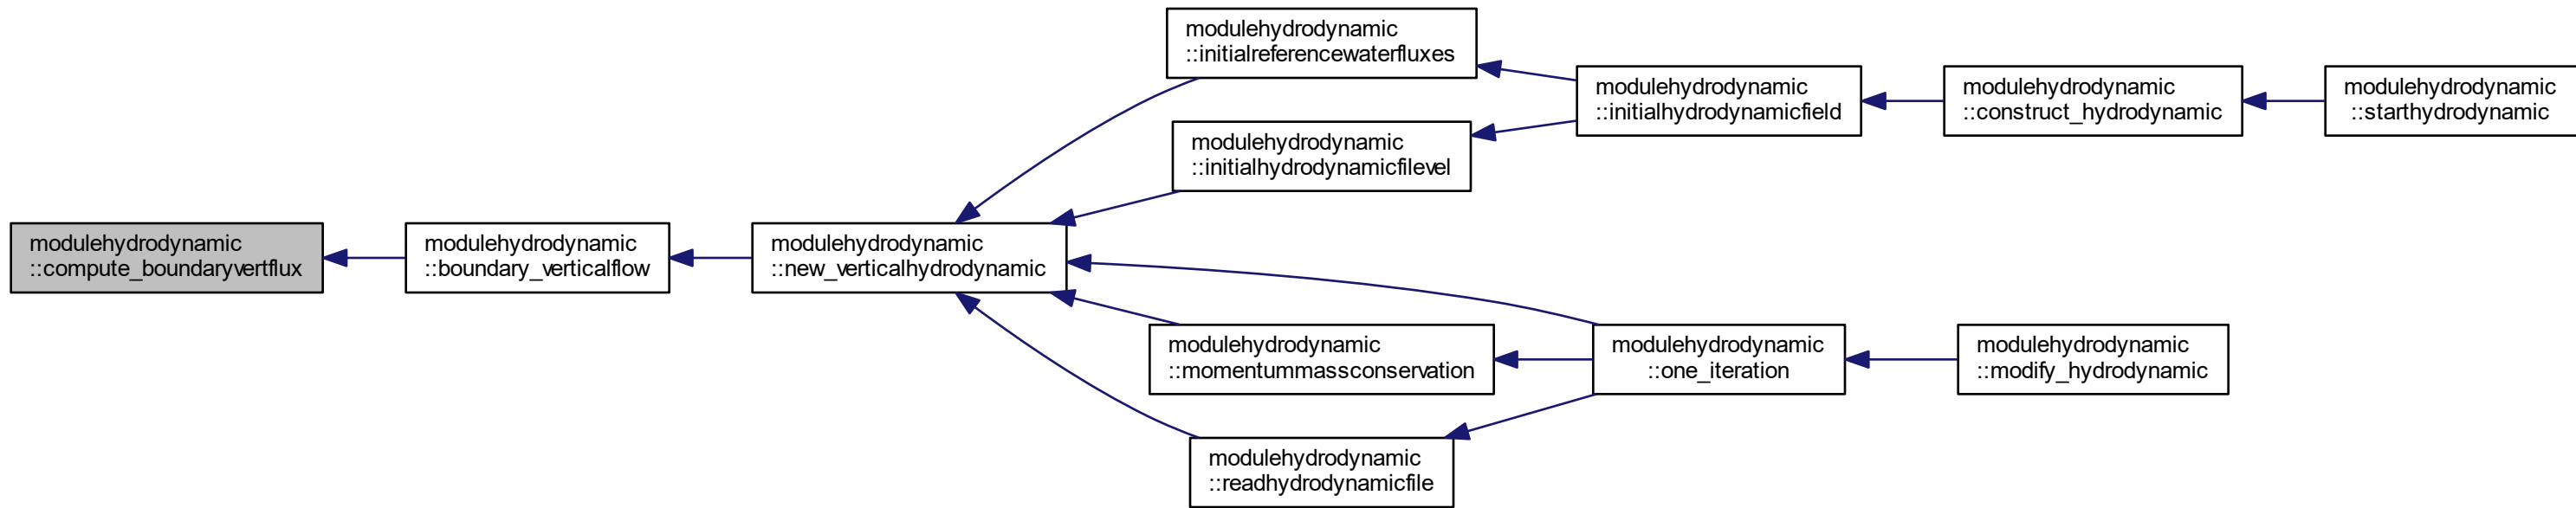 modulehydrodynamic
::compute_boundaryvertflux
modulehydrodynamic
::boundary_verticalflow
modulehydrodynamic
::new_verticalhydrodynamic
modulehydrodynamic
::initialreferencewaterfluxes
modulehydrodynamic
::initialhydrodynamicfilevel
modulehydrodynamic
::initialhydrodynamicfield
modulehydrodynamic
::construct_hydrodynamic
modulehydrodynamic
::starthydrodynamic
modulehydrodynamic
::momentummassconservation
modulehydrodynamic
::readhydrodynamicfile
modulehydrodynamic
::one_iteration
modulehydrodynamic
::modify_hydrodynamic